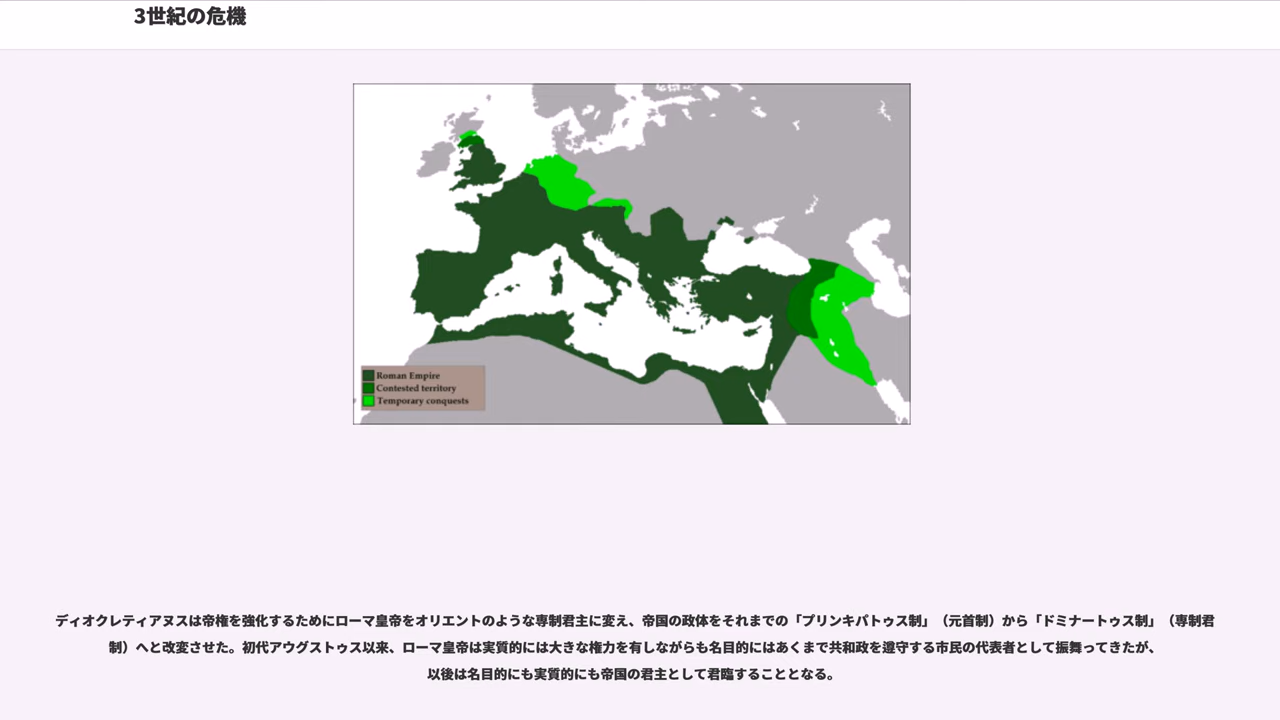 3世紀の危機
Roman Empire
Contested territory
Temporary conquests
ディオクレティアヌスは帝権を強化するためにローマ皇帝をオリエントのような専制君主に変え、帝国の政体をそれまでの「プリンキパトゥス制」（元首制）から「ドミナートゥス制」（専制君
制）へと改変させた。初代アウグストゥス以来、ローマ皇帝は実質的には大きな権力を有しながらも名目的にはあくまで共和政を遵守する市民の代表者として振舞ってきたが、
以後は名目的にも実質的にも帝国の君主として君臨することとなる。